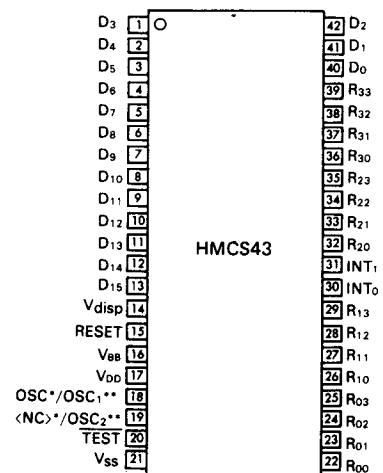 D3 1 42 D2
D4 2 41 D1
D5 3 40 D0
D6 4 39 R33
D7 5 38 R32
D8 6 37 R31
D9 7 36 R30
D10 8 35 R23
D11 9 34 R22
D12 10 33 R21
D13 11 32 R20
HMCS43
D14 12 31 INT1
D15 13 30 INT0
Vdisp 14 29 R13
RESET 15 28 R12
VBB 16 27 R11
VDD 17 26 R10
OSC*/OSC1** 18 25 R03
<NC>*/OSC2** 19 24 R02
TEST 20 23 R01
VSS 21 22 R00